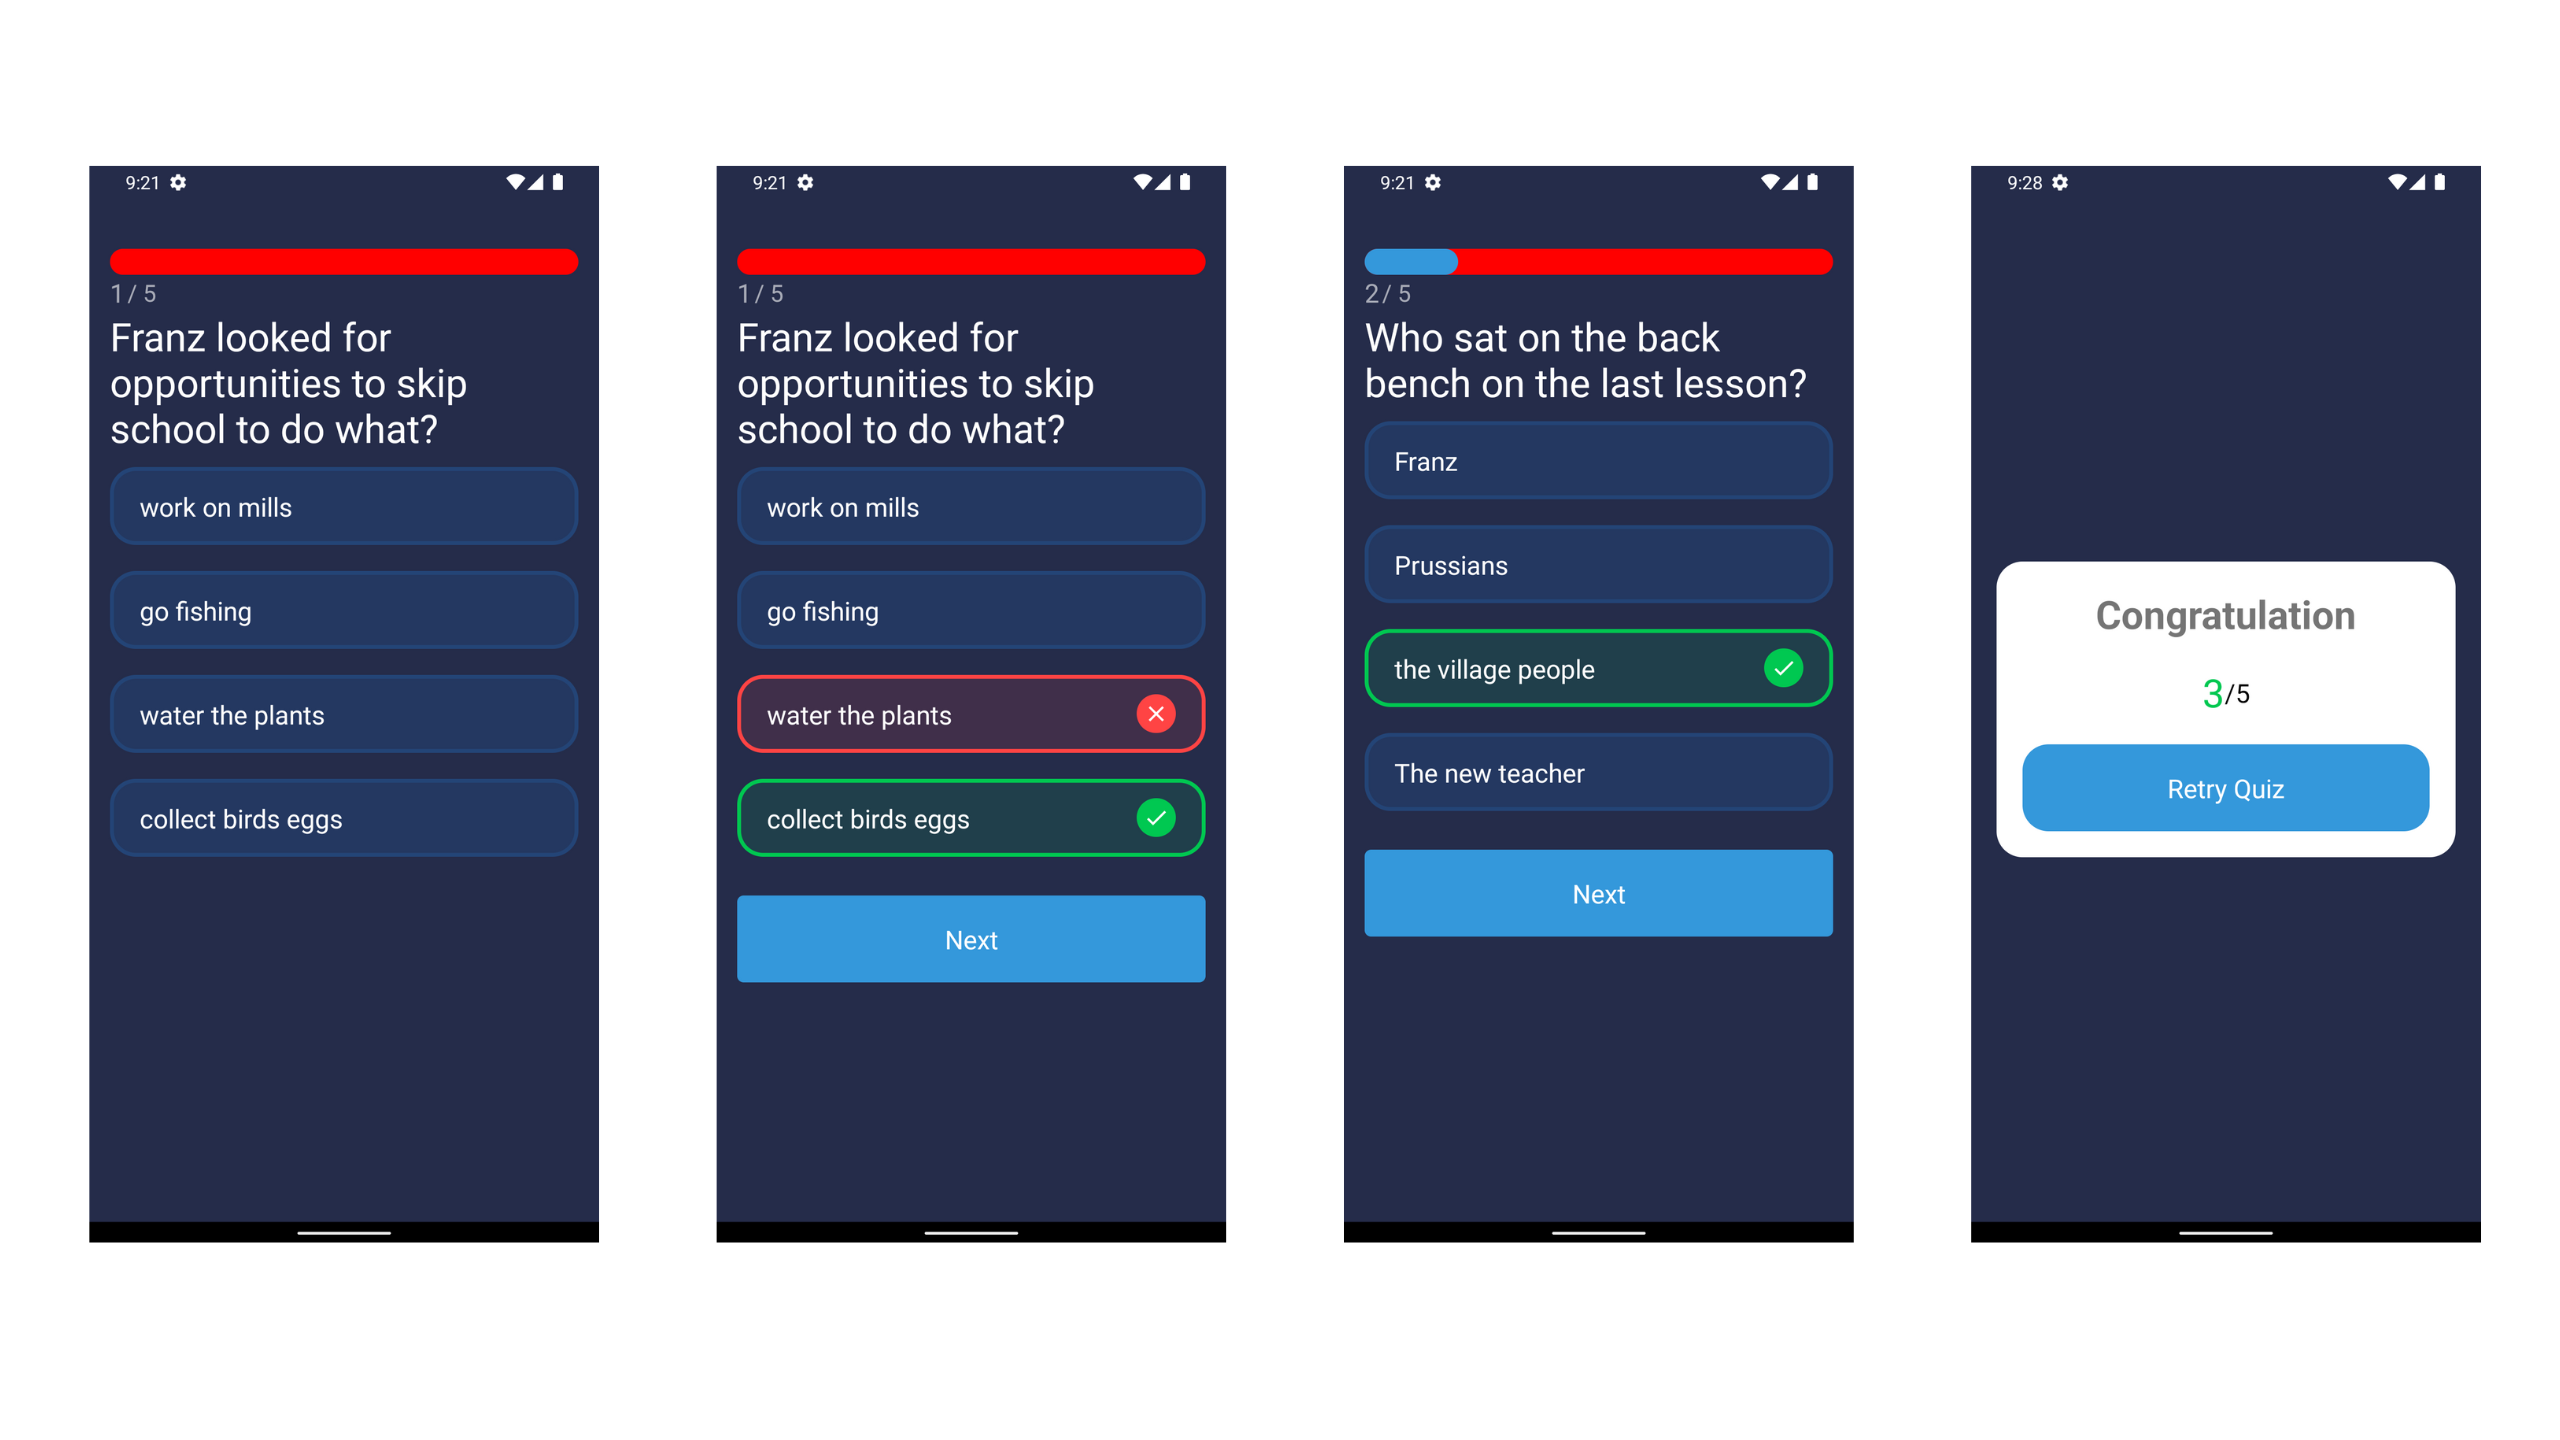 9:21
1 / 5
Franz looked for
opportunities to skip
school to do what?
work on mills
go fishing
water the plants
collect birds eggs
9:21
1 / 5
Franz looked for
opportunities to skip
school to do what?
work on mills
go fishing
water the plants
collect birds eggs
Next
9:21
2 / 5
Who sat on the back
bench on the last lesson?
Franz
Prussians
the village people
The new teacher
Next
9:28
Congratulation
3/5
Retry Quiz